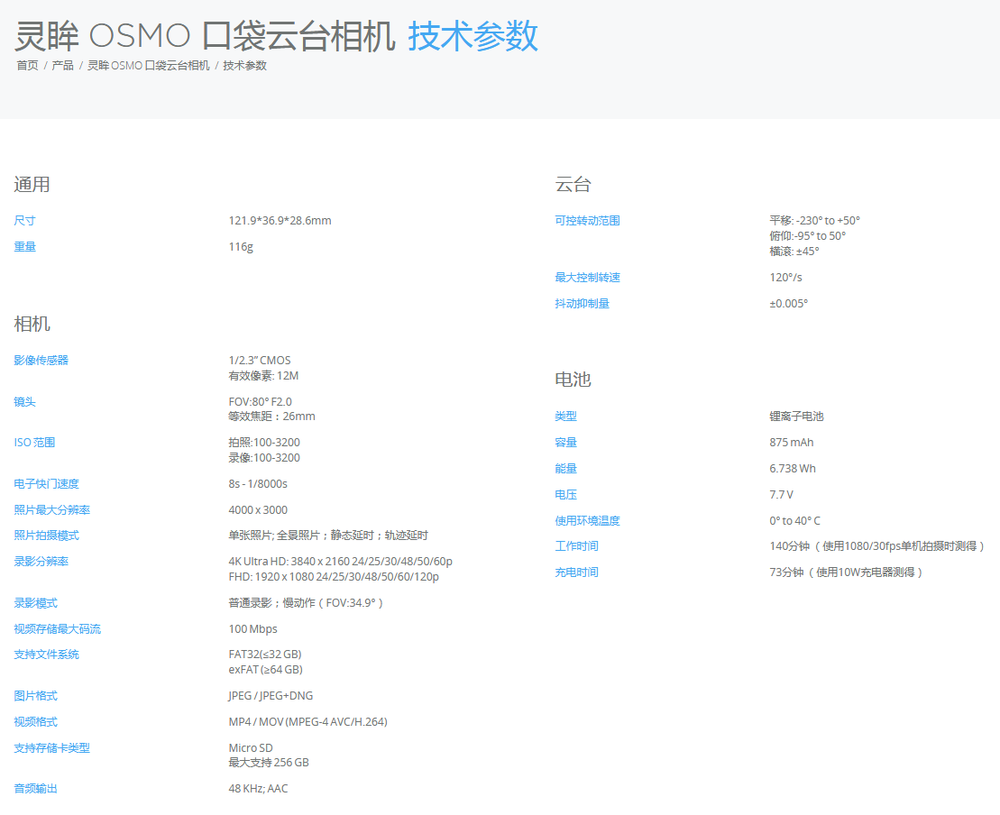 灵眸 OSMO 口袋云台相机 技术参数
首页 / 产品 / 灵眸 OSMO 口袋云台相机 / 技术参数
通用
尺寸 121.9*36.9*28.6mm
重量 116g
相机
影像传感器 1/2.3” CMOS
有效像素: 12M
镜头 FOV:80° F2.0
等效焦距：26mm
ISO 范围 拍照:100-3200
录像:100-3200
电子快门速度 8s - 1/8000s
照片最大分辨率 4000 x 3000
照片拍摄模式 单张照片; 全景照片；静态延时；轨迹延时
录影分辨率 4K Ultra HD: 3840 x 2160 24/25/30/48/50/60p
FHD: 1920 x 1080 24/25/30/48/50/60/120p
录影模式 普通录影；慢动作（FOV:34.9°）
视频存储最大码流 100 Mbps
支持文件系统 FAT32(≤32 GB)
exFAT (≥64 GB)
图片格式 JPEG / JPEG+DNG
视频格式 MP4 / MOV (MPEG-4 AVC/H.264)
支持存储卡类型 Micro SD
最大支持 256 GB
音频输出 48 KHz; AAC
云台
可控转动范围 平移: -230° to +50°
俯仰:-95° to 50°
横滚: ±45°
最大控制转速 120°/s
抖动抑制量 ±0.005°
电池
类型 锂离子电池
容量 875 mAh
能量 6.738 Wh
电压 7.7 V
使用环境温度 0° to 40° C
工作时间 140分钟（使用1080/30fps单机拍摄时测得）
充电时间 73分钟（使用10W充电器测得）